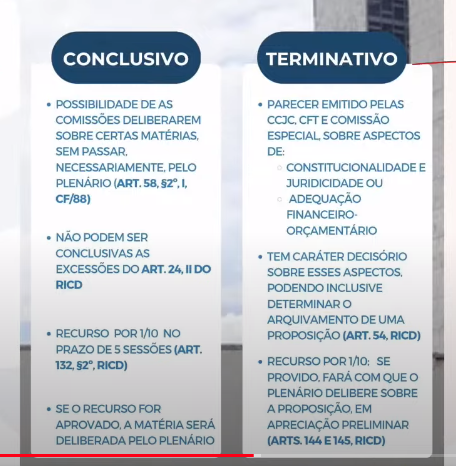 CONCLUSIVO
• POSSIBILIDADE DE AS
COMISSÕES DELIBERAREM
SOBRE CERTAS MATÉRIAS,
SEM PASSAR,
NECESSARIAMENTE, PELO
PLENÁRIO (ART. 58, §2º, I,
CF/88)
• NÃO PODEM SER
CONCLUSIVAS AS
EXCESSÕES DO ART. 24, II DO
RICD
• RECURSO POR 1/10 NO
PRAZO DE 5 SESSÕES (ART.
132, §2º, RICD)
• SE O RECURSO FOR
APROVADO, A MATÉRIA SERÁ
DELIBERADA PELO PLENÁRIO
TERMINATIVO
• PARECER EMITIDO PELAS
CCJC, CFT E COMISSÃO
ESPECIAL, SOBRE ASPECTOS
DE:
○ CONSTITUCIONALIDADE E
JURIDICIDADE OU
○ ADEQUAÇÃO
FINANCEIRO-
ORÇAMENTÁRIO
• TEM CARÁTER DECISÓRIO
SOBRE ESSES ASPECTOS,
PODENDO INCLUSIVE
DETERMINAR O
ARQUIVAMENTO DE UMA
PROPOSIÇÃO (ART. 54, RICD)
• RECURSO POR 1/10: SE
PROVIDO, FARÁ COM QUE O
PLENÁRIO DELIBERE SOBRE
A PROPOSIÇÃO, EM
APRECIAÇÃO PRELIMINAR
(ARTS. 144 E 145, RICD)